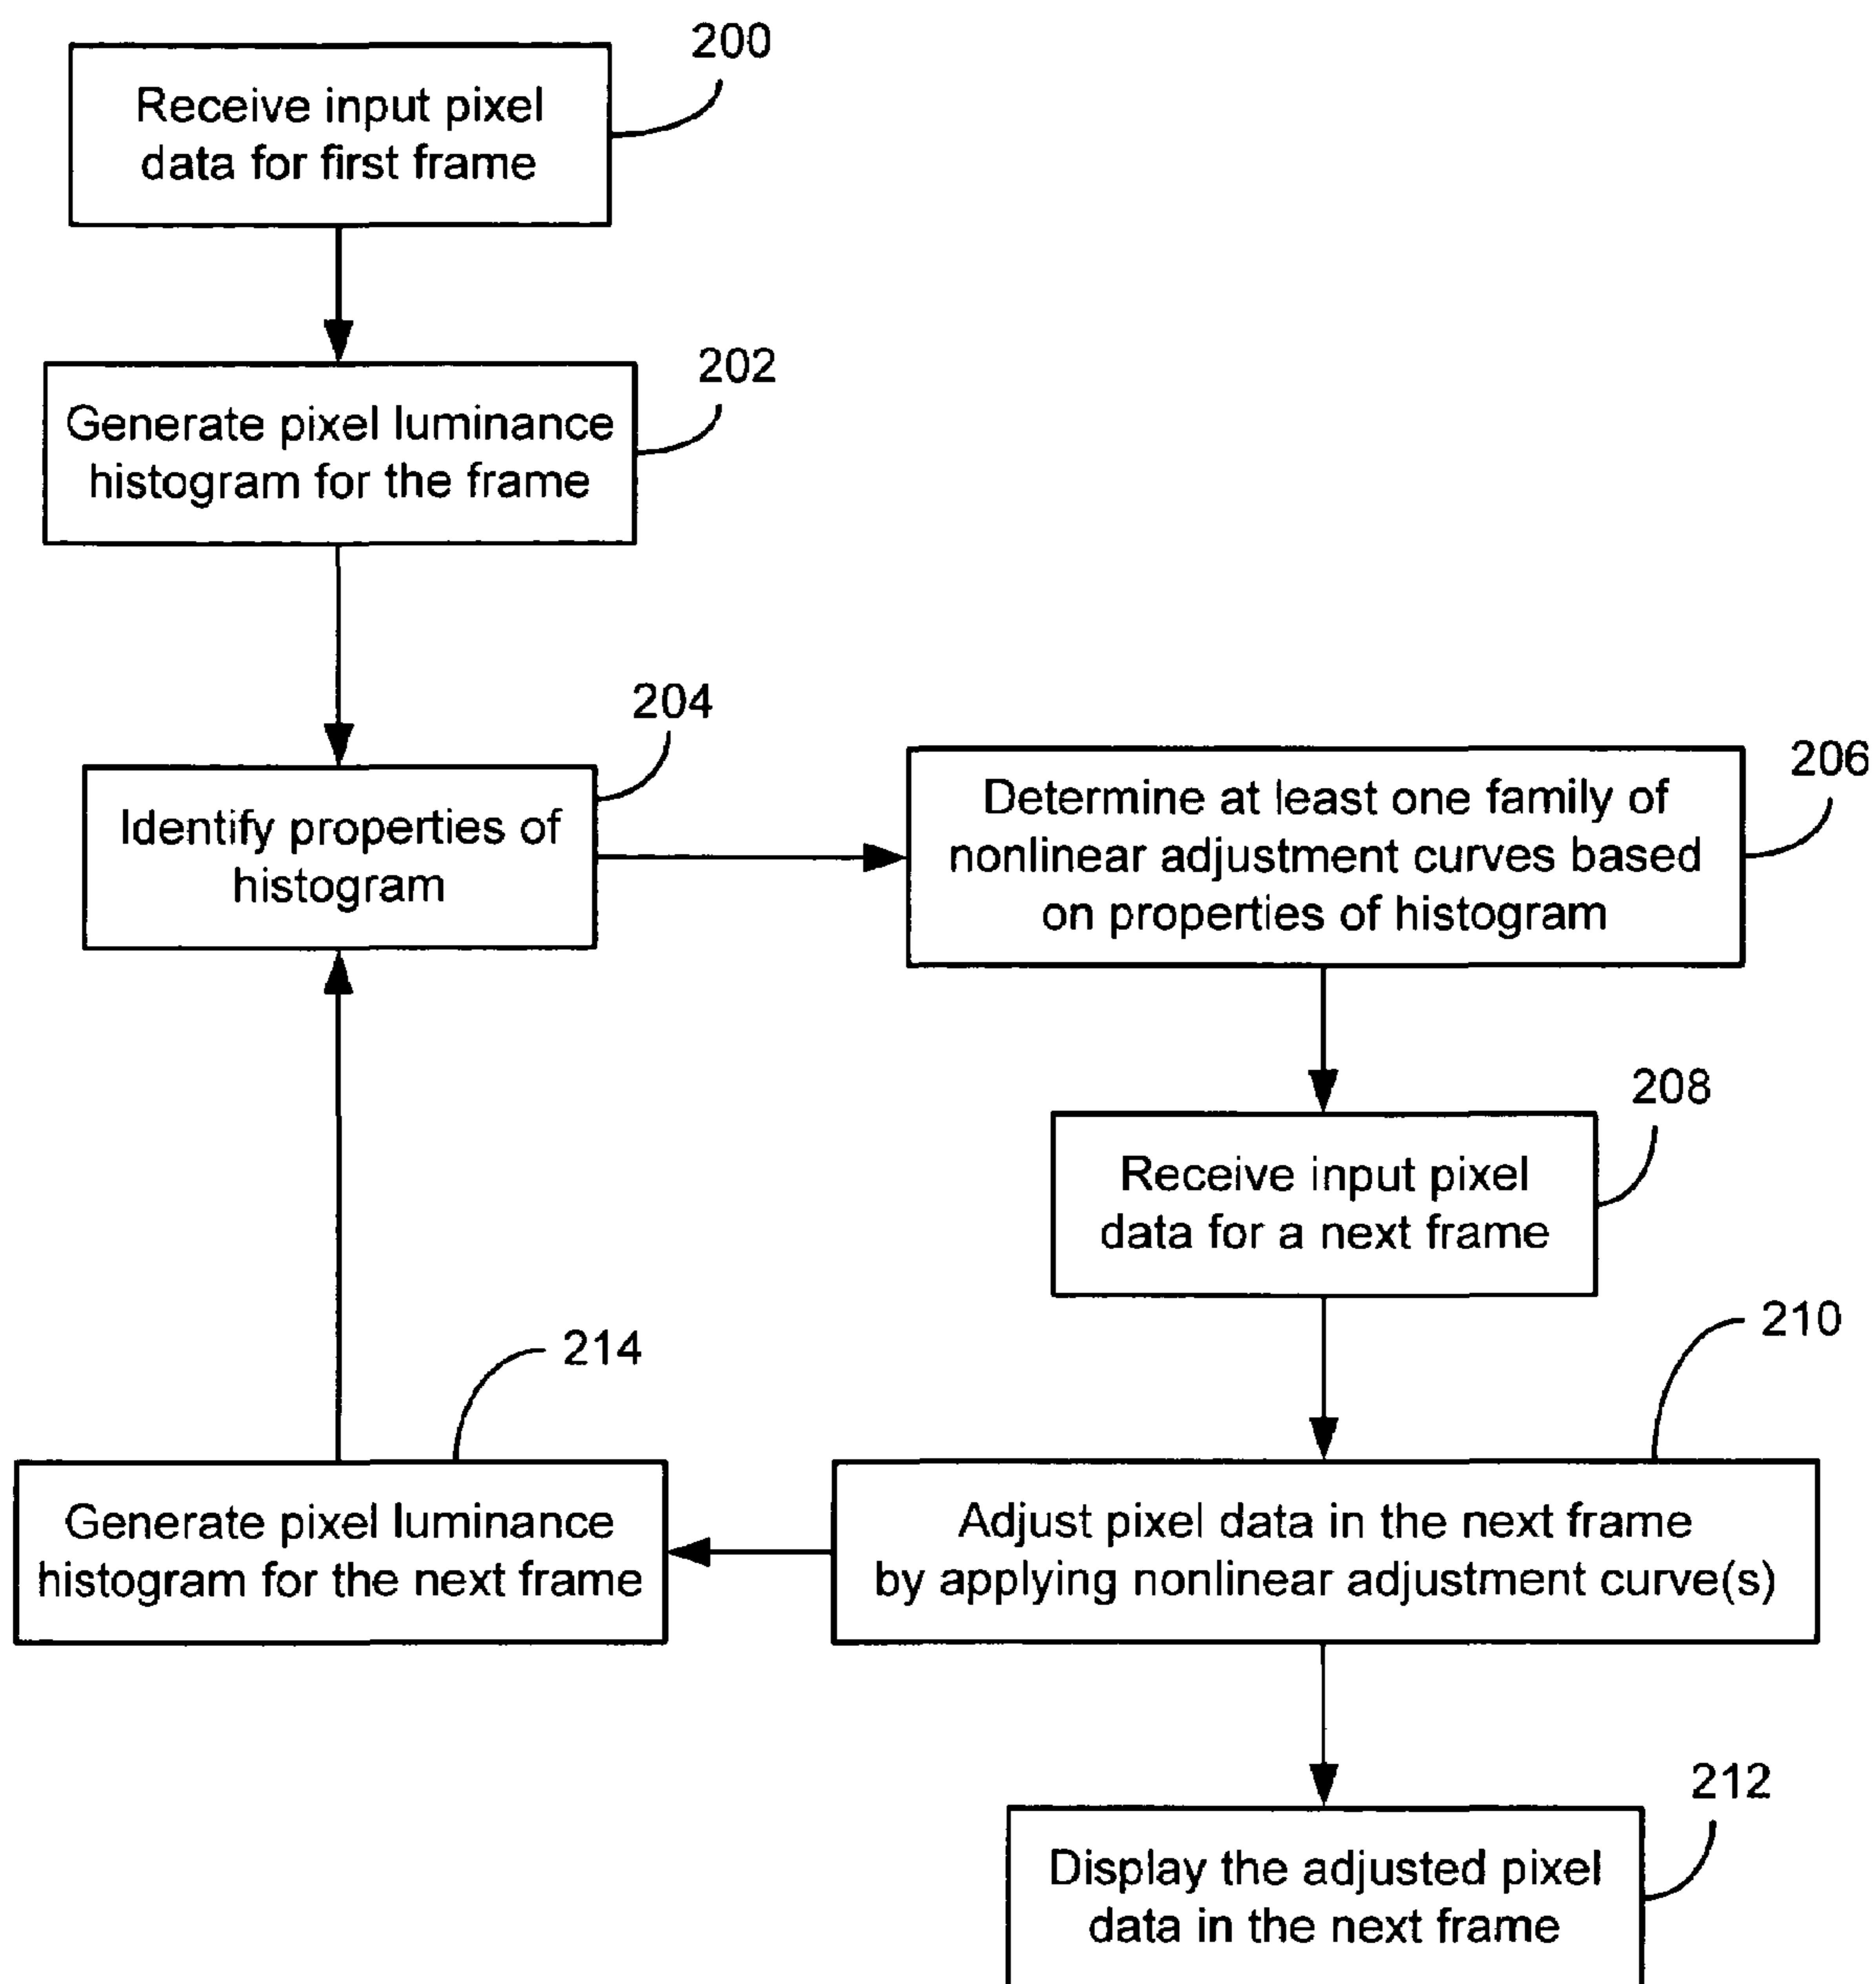 200
Receive input pixel
data for first frame
202
Generate pixel luminance
histogram for the frame
204
Identify properties of
histogram
206
Determine at least one family of
nonlinear adjustment curves based
on properties of histogram
208
Receive input pixel
data for a next frame
210
Adjust pixel data in the next frame
by applying nonlinear adjustment curve(s)
214
Generate pixel luminance
histogram for the next frame
212
Display the adjusted pixel
data in the next frame